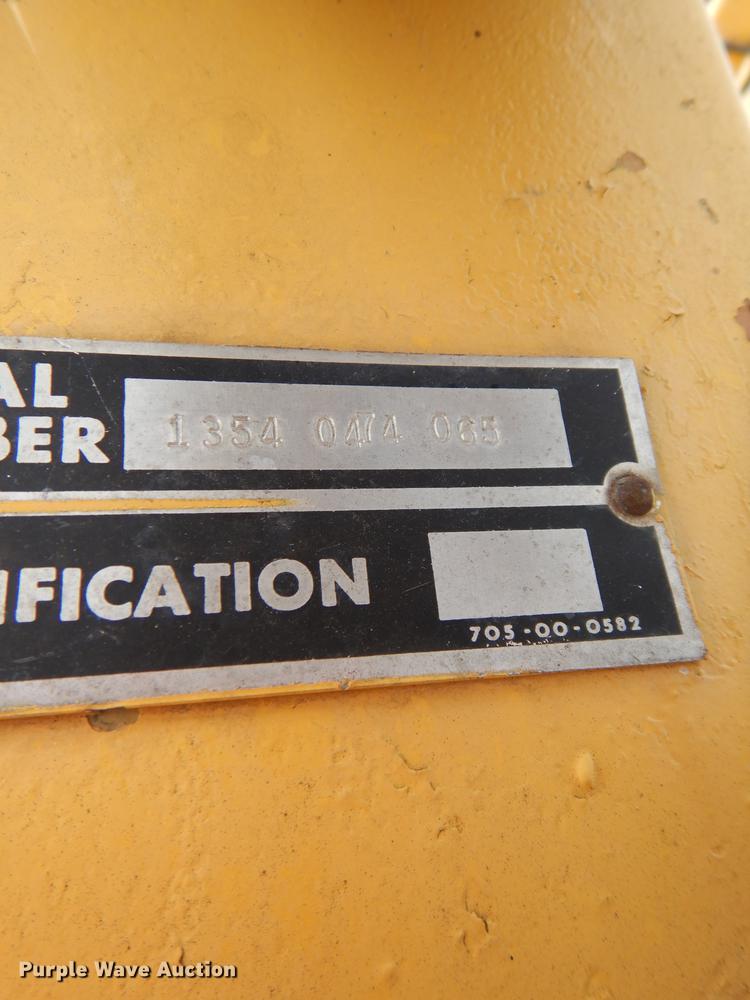 AL
BER 1354 0474 065
IFICATION
705-00-0582
Purple Wave Auction